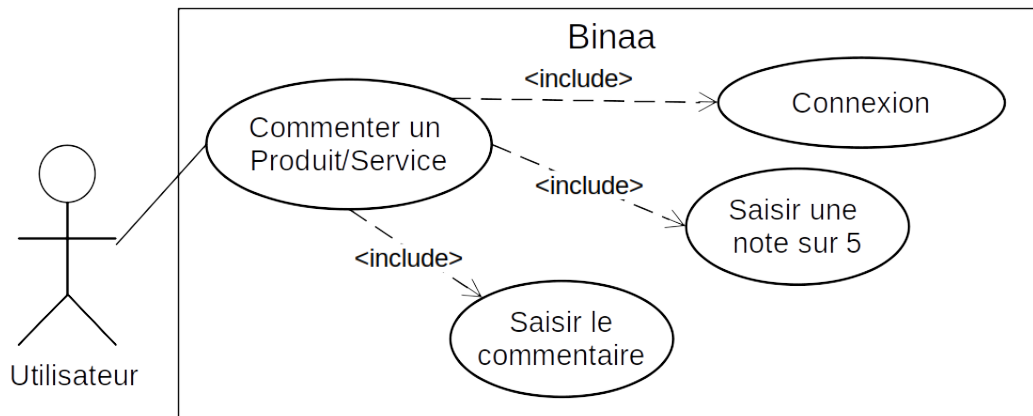 Binaa
<include>
Connexion
Commenter un
Produit/Service
<include>
Saisir une
note sur 5
<include>
Saisir le
commentaire
Utilisateur